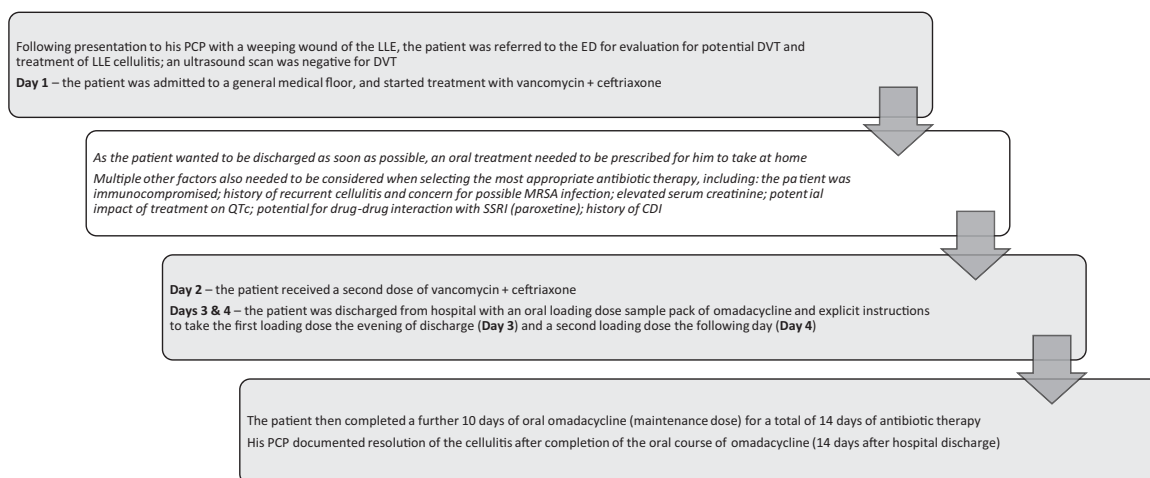 Following presentation to his PCP with a weeping wound of the LLE, the patient was referred to the ED for evaluation for potential DVT and
treatment of LLE cellulitis; an ultrasound scan was negative for DVT
Day 1 – the patient was admitted to a general medical floor, and started treatment with vancomycin + ceftriaxone
As the patient wanted to be discharged as soon as possible, an oral treatment needed to be prescribed for him to take at home
Multiple other factors also needed to be considered when selecting the most appropriate antibiotic therapy, including: the patient was
immunocompromised; history of recurrent cellulitis and concern for possible MRSA infection; elevated serum creatinine; potential
impact of treatment on QTc; potential for drug-drug interaction with SSRI (paroxetine); history of CDI
Day 2 – the patient received a second dose of vancomycin + ceftriaxone
Days 3 & 4 – the patient was discharged from hospital with an oral loading dose sample pack of omadacycline and explicit instructions
to take the first loading dose the evening of discharge (Day 3) and a second loading dose the following day (Day 4)
The patient then completed a further 10 days of oral omadacycline (maintenance dose) for a total of 14 days of antibiotic therapy
His PCP documented resolution of the cellulitis after completion of the oral course of omadacycline (14 days after hospital discharge)